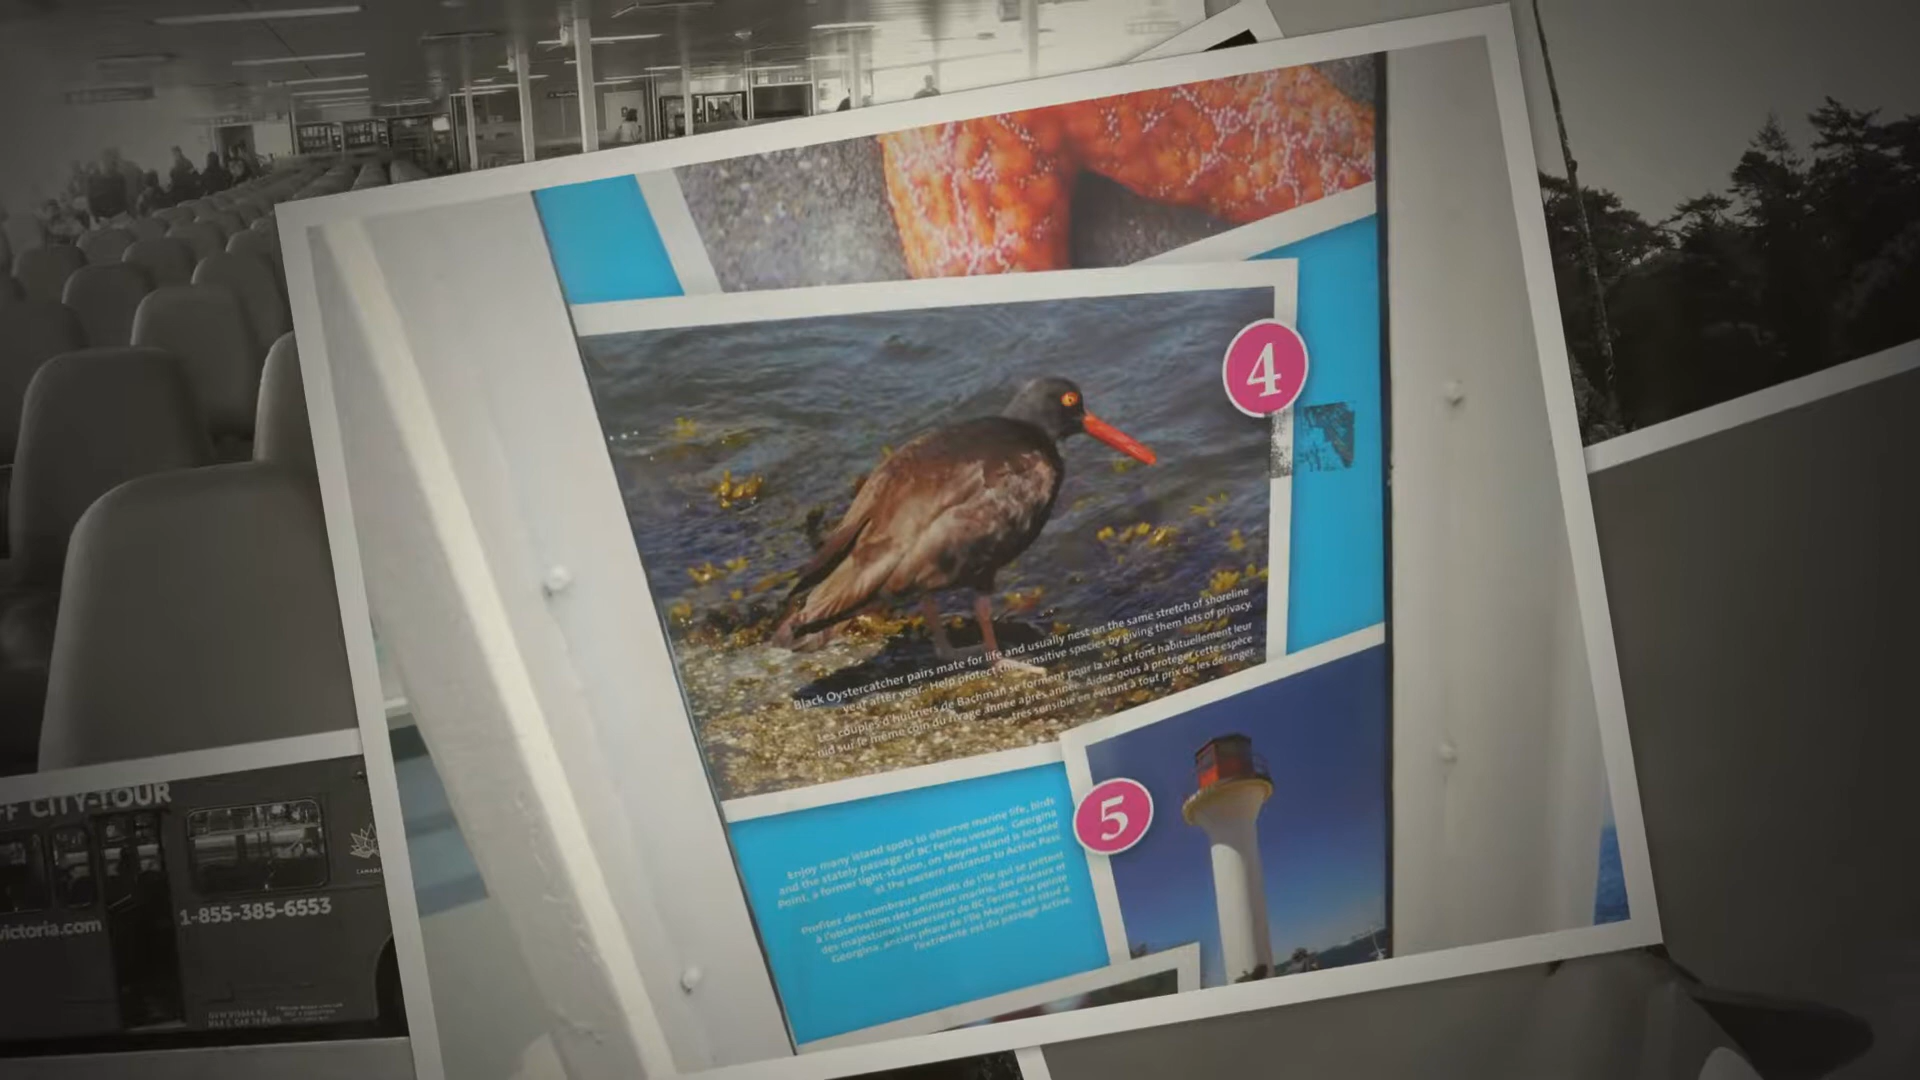 4
Black Oystercatcher pairs mate for life and usually nest on the same stretch of shoreline
year after year. Help protect this sensitive species by giving them lots of privacy.
Les couples d'huîtriers de Bachman se forment pour la vie et font habituellement leur
nid sur le même coin du rivage année après année. Aidez-nous à protéger cette espèce
très sensible en évitant à tout prix de les déranger.
5
Enjoy many island spots to observe marine life, birds
and the stately passage of BC Ferries vessels. Georgina
Point, a former light-station, on Mayne Island is located
at the eastern entrance to Active Pass.
Profitez des nombreux endroits de l'île qui se prêtent
à l'observation des animaux marins, des oiseaux et
des majestueux traversiers de BC Ferries. La pointe
Georgina, ancien phare de l'île Mayne, est situé à
l'extrémité est du passage Active.
FF CITY-TOUR
1-855-385-6553
victoria.com